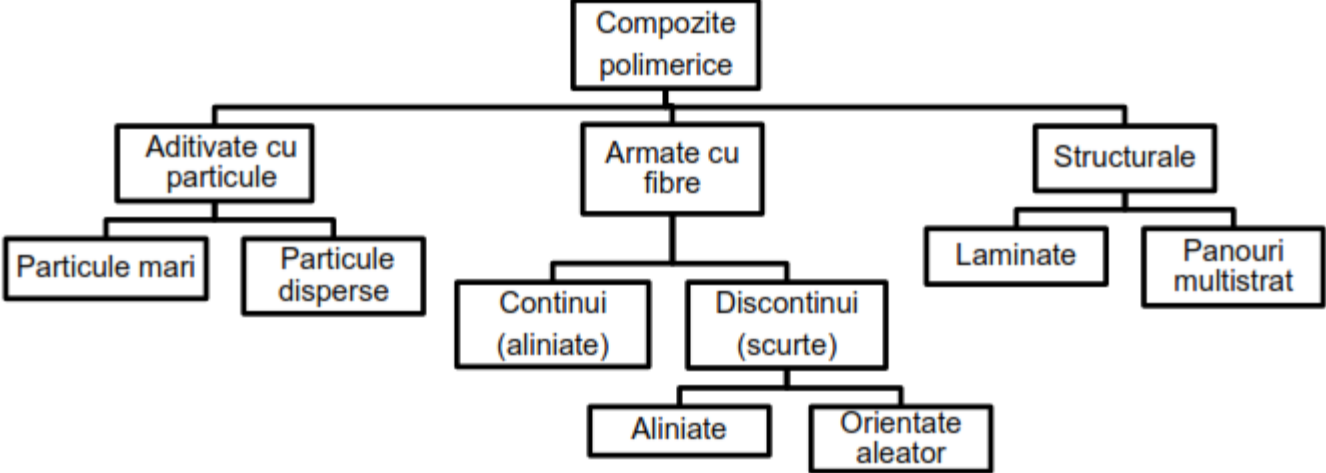 Compozite
polimerice
Aditivate cu
particule
Armate cu
fibre
Structurale
Particule mari
Particule
disperse
Continui
(aliniate)
Discontinui
(scurte)
Laminate
Panouri
multistrat
Aliniate
Orientate
aleator